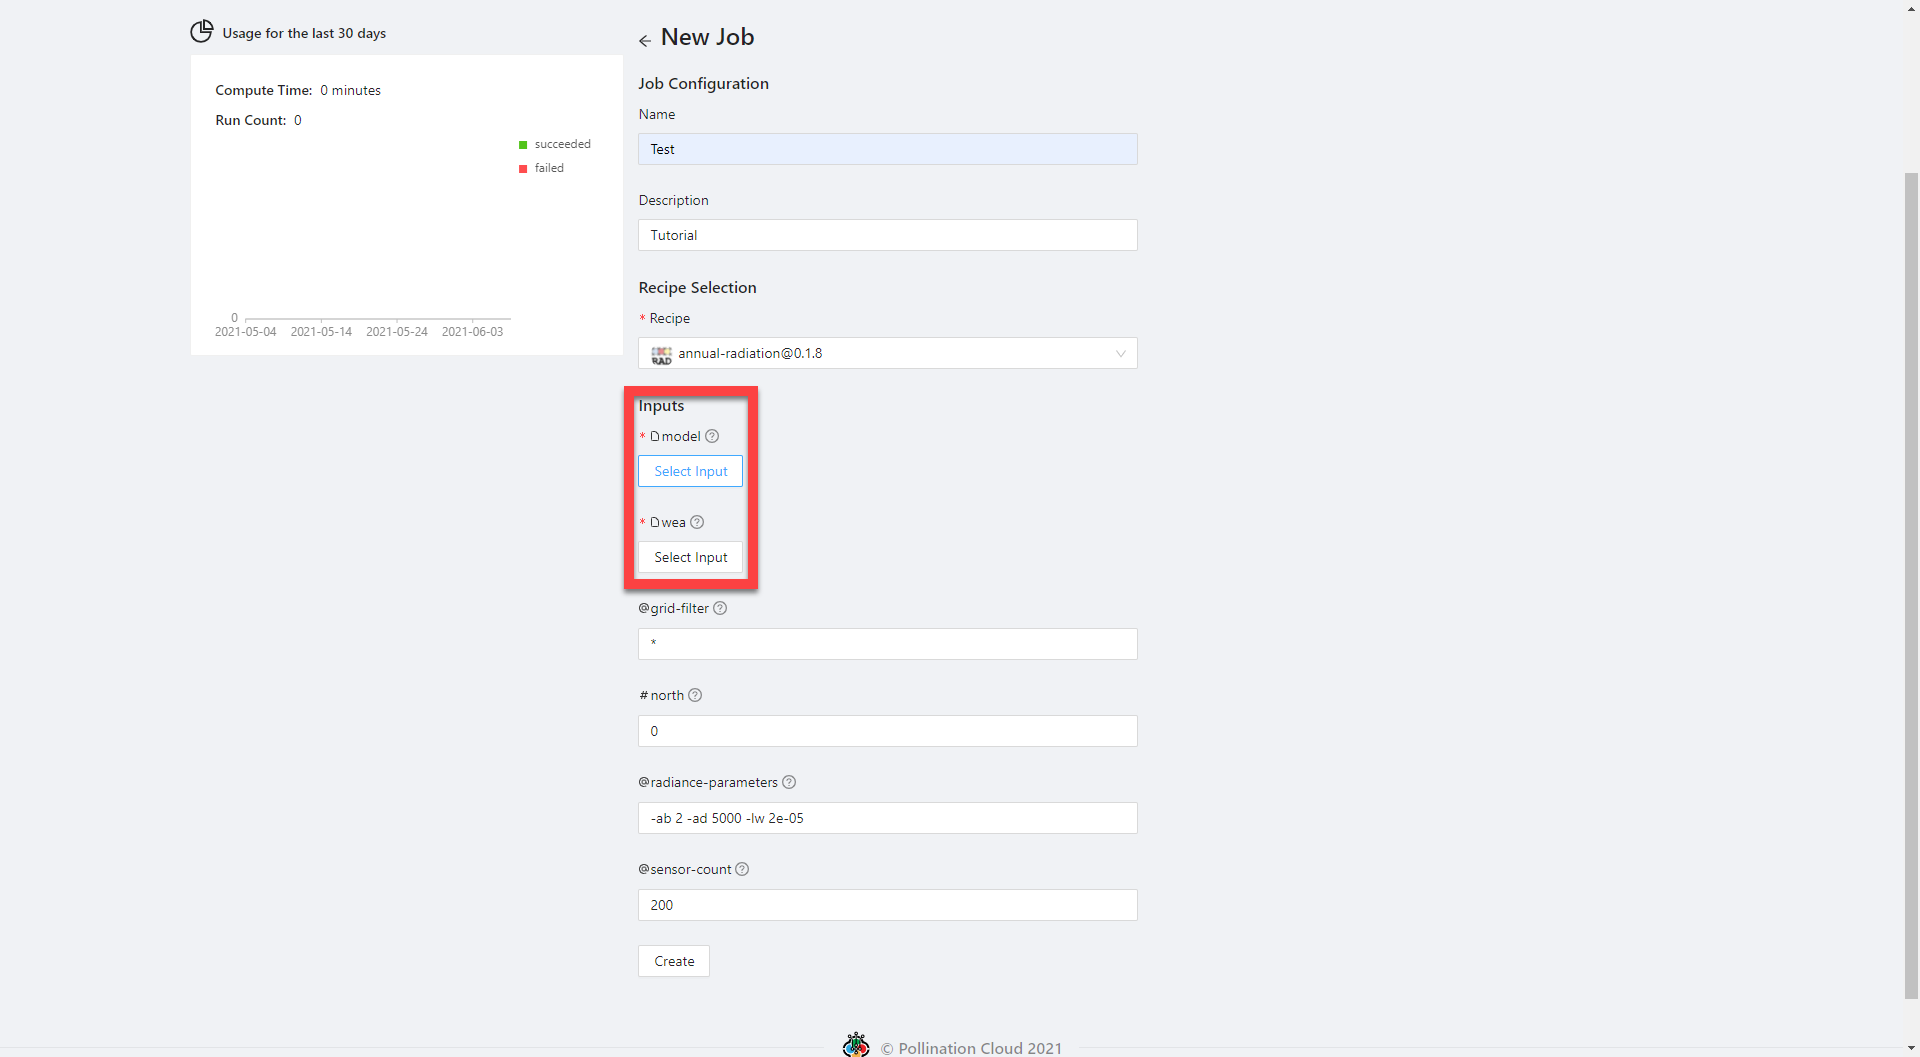 Usage for the last 30 days
Compute Time: 0 minutes
Run Count: 0
succeeded
failed
0
2021-05-04 2021-05-14 2021-05-24 2021-06-03
New Job
Job Configuration
Name
Test
Description
Tutorial
Recipe Selection
* Recipe
RAD annual-radiation@0.1.8
Inputs
* model ?
Select Input
* wea ?
Select Input
@grid-filter ?
*
# north ?
0
@radiance-parameters ?
-ab 2 -ad 5000 -lw 2e-05
@sensor-count ?
200
Create
© Pollination Cloud 2021